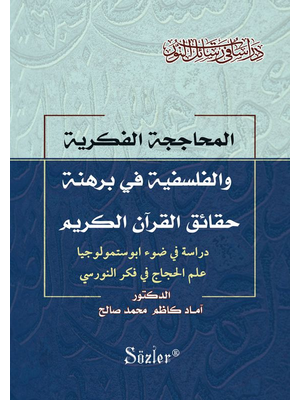 دراسات في رسائل النور
المحاججة الفكرية
والفلسفية في برهنة
حقائق القرآن الكريم
دراسة في ضوء ابوستمولوجيا
علم الحجاج في فكر النورسي
الدكتور
آماد كاظم محمد صالح
Sözler®